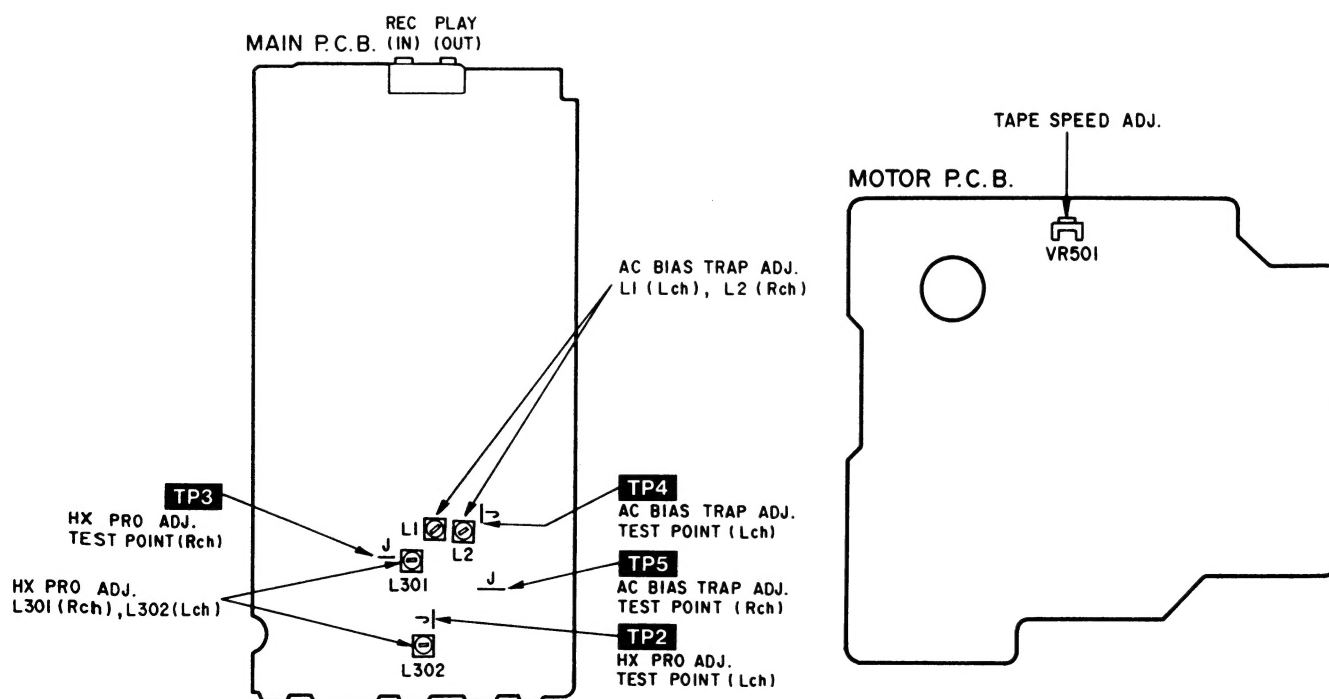 REC PLAY
MAIN P.C.B. (IN) (OUT)
TAPE SPEED ADJ.
MOTOR P.C.B.
VR501
AC BIAS TRAP ADJ.
L1 (Lch), L2 (Rch)
TP3
HX PRO ADJ.
TEST POINT (Rch)
J
L1
L2
J
L301
TP4
AC BIAS TRAP ADJ.
TEST POINT (Lch)
J
TP5
AC BIAS TRAP ADJ.
TEST POINT (Rch)
HX PRO ADJ.
L301 (Rch), L302 (Lch)
J
L302
TP2
HX PRO ADJ.
TEST POINT (Lch)